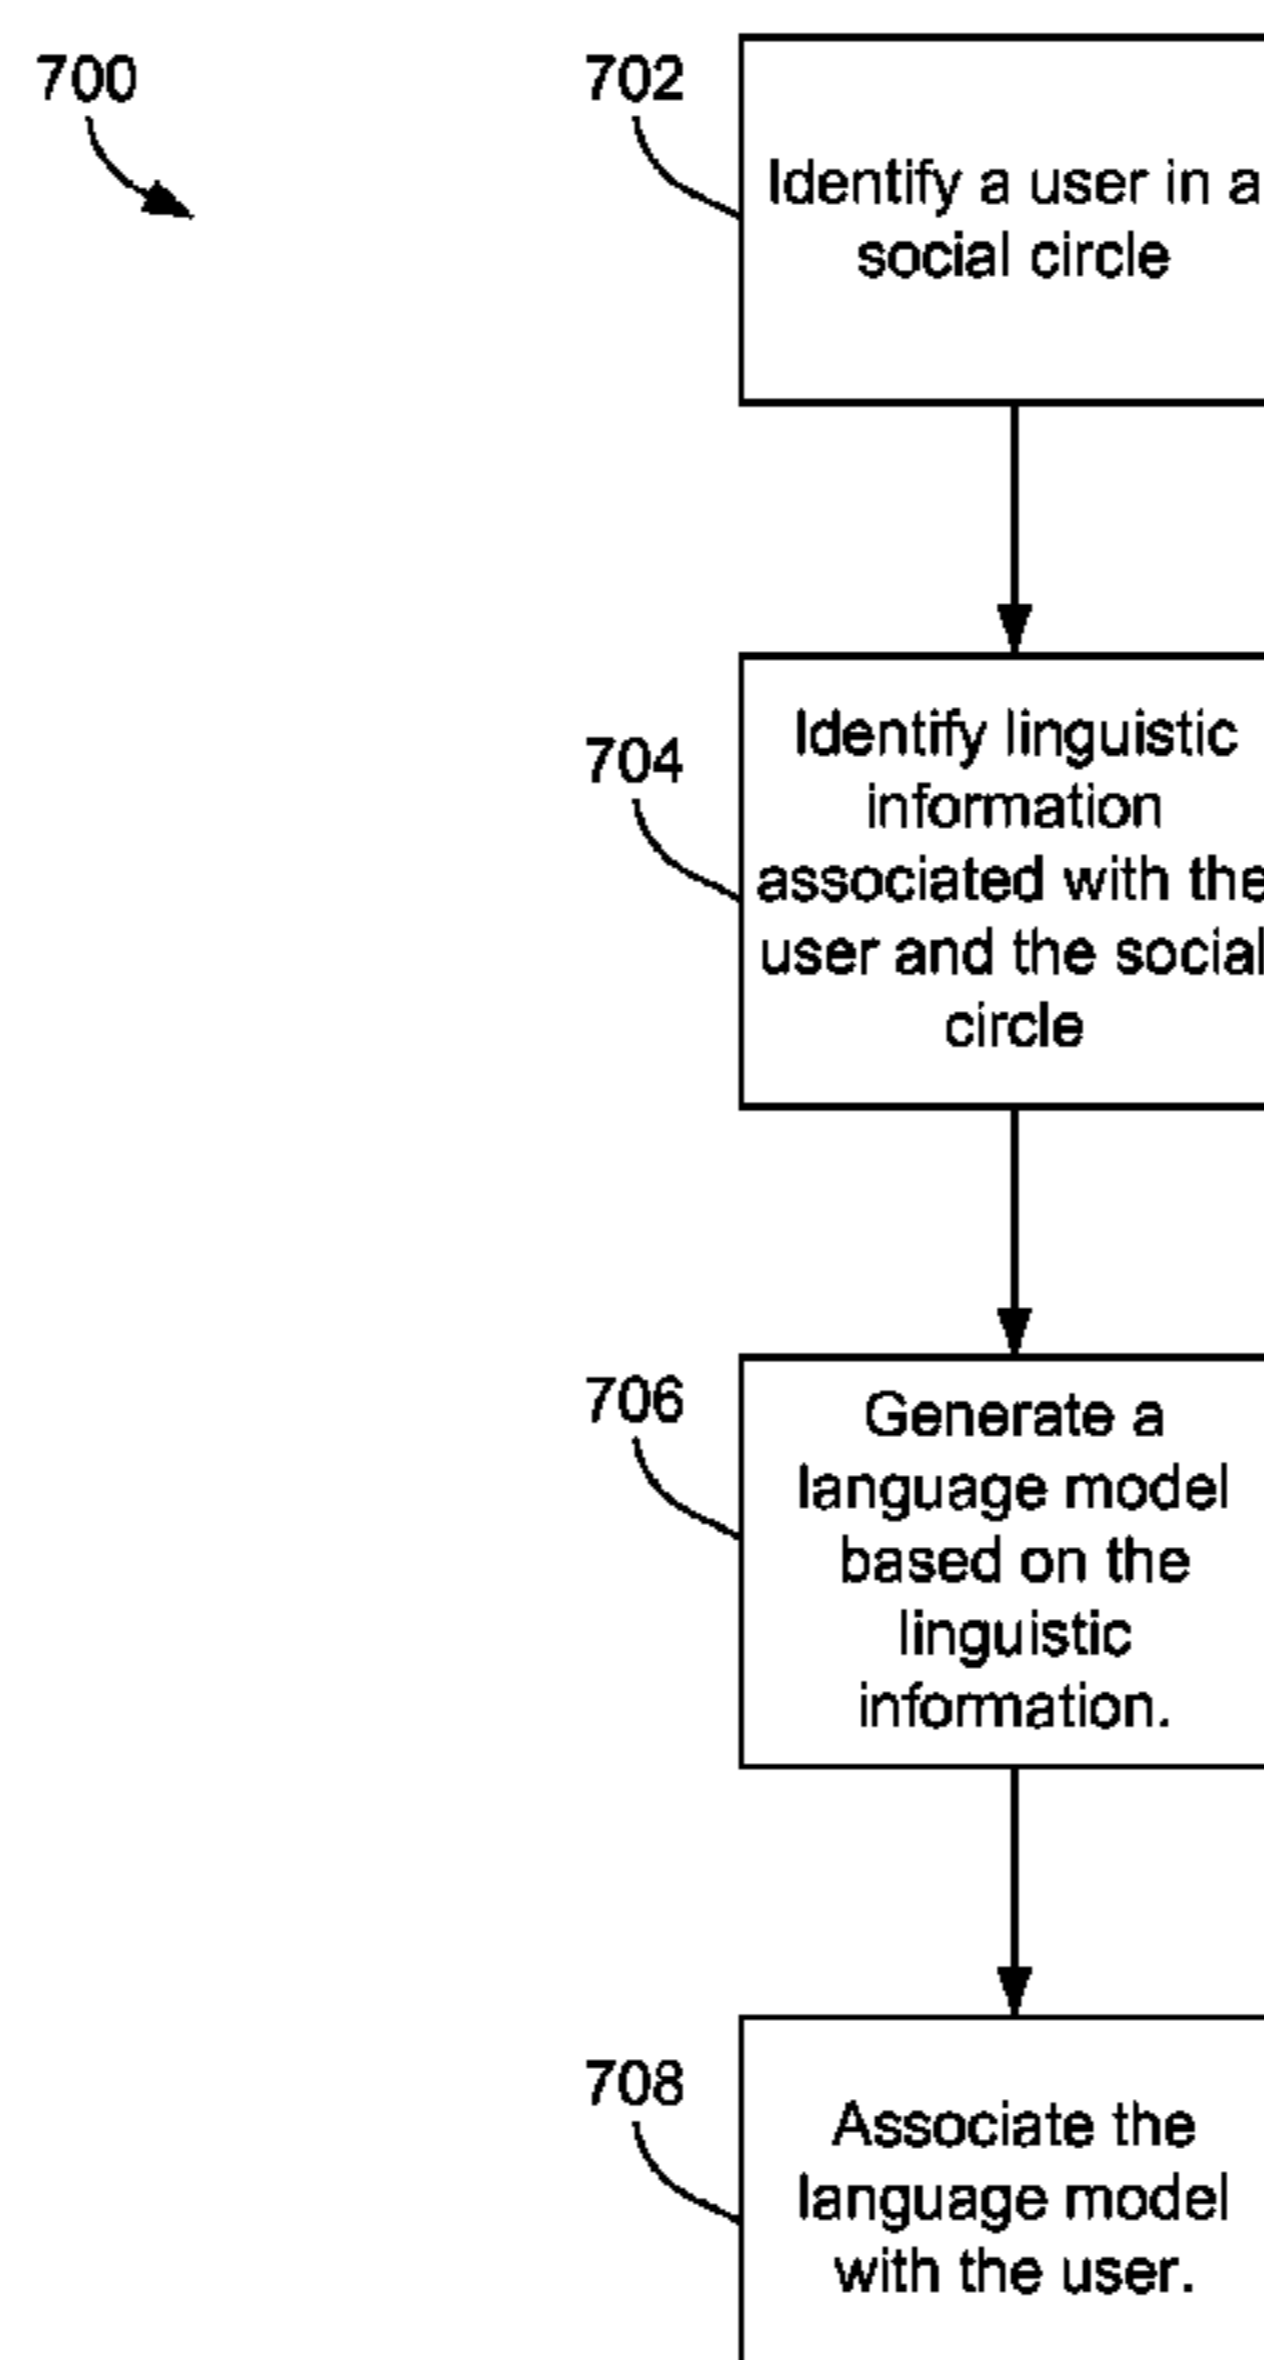 700
702
Identify a user in a
social circle
704
Identify linguistic
information
associated with the
user and the social
circle
706
Generate a
language model
based on the
linguistic
information.
708
Associate the
language model
with the user.